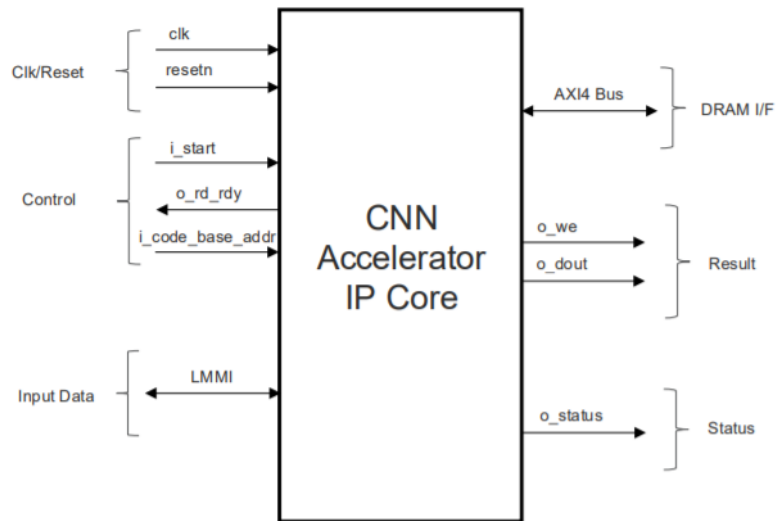 clk
Clk/Reset
resetn
i_start
Control
o_rd_rdy
i_code_base_addr
Input Data
LMMI
CNN
Accelerator
IP Core
AXI4 Bus
DRAM I/F
o_we
Result
o_dout
o_status
Status